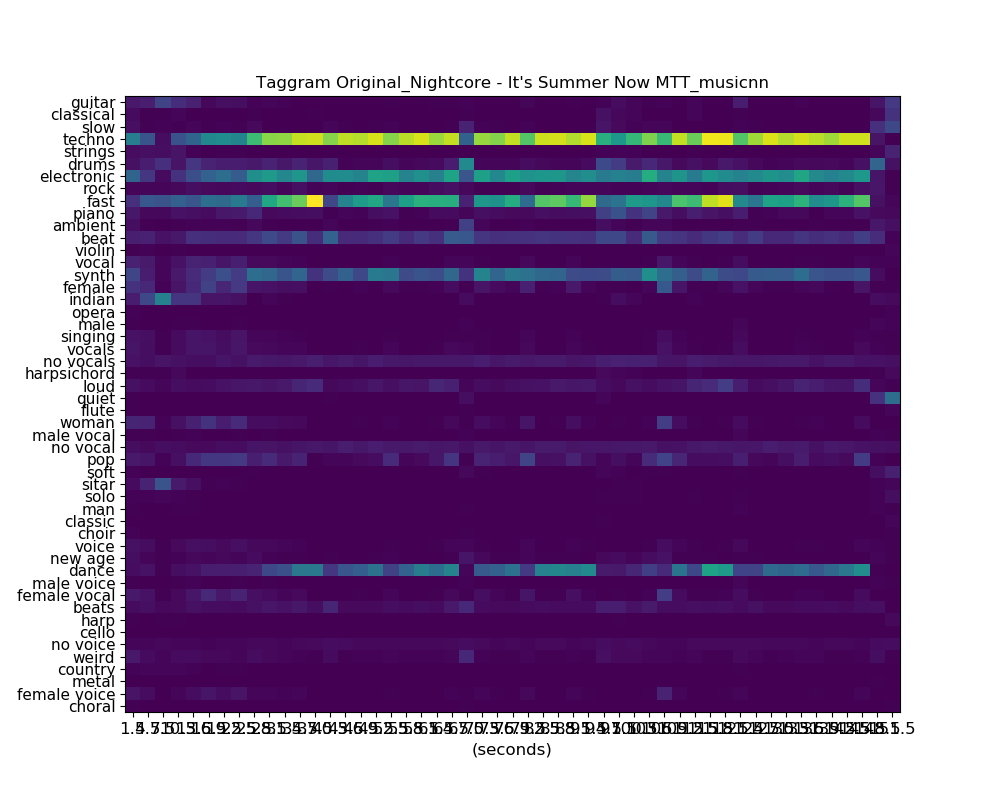 Taggram Original_Nightcore - It's Summer Now MTT_musicnn
guitar
classical
slow
techno
strings
drums
electronic
rock
fast
piano
ambient
beat
violin
vocal
synth
female
indian
opera
male
singing
vocals
no vocals
harpsichord
loud
quiet
flute
woman
male vocal
no vocal
pop
soft
sitar
solo
man
classic
choir
voice
new age
dance
male voice
female vocal
beats
harp
cello
no voice
weird
country
metal
female voice
choral
(seconds)